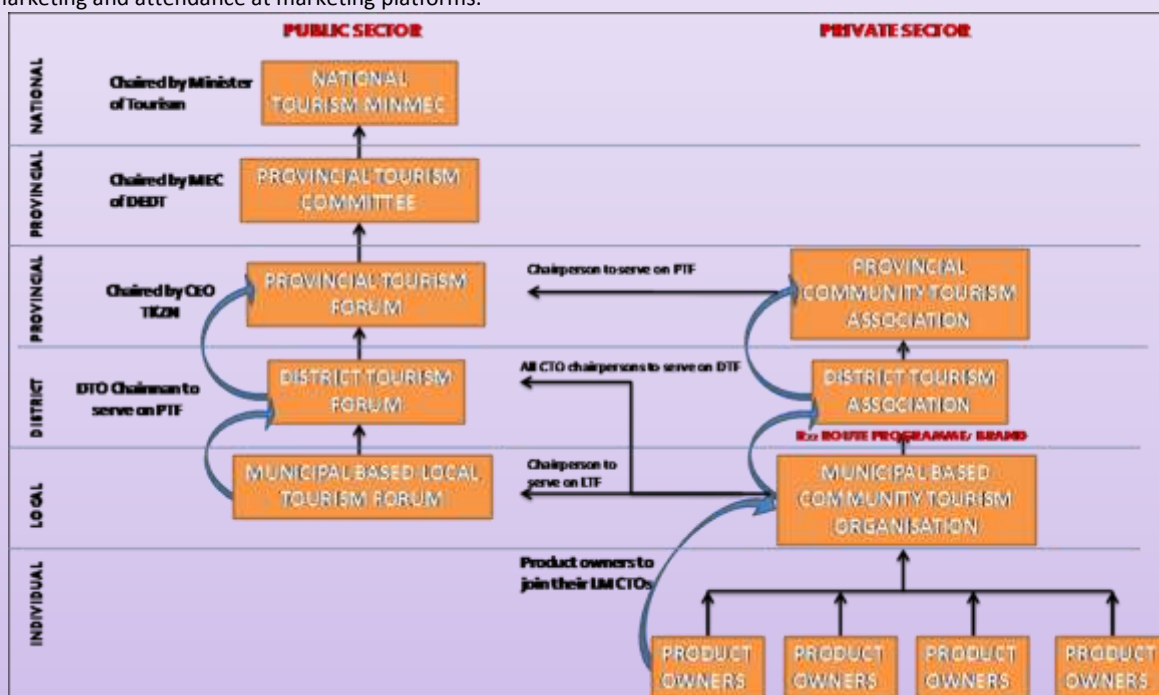 marketing and attendance at marketing platforms.
PUBLIC SECTOR
PRIVATE SECTOR
NATIONAL
Chaired by Minister
of Tourism
NATIONAL
TOURISM MINMEC
PROVINCIAL
Chaired by MEC
of DEDT
PROVINCIAL TOURISM
COMMITTEE
PROVINCIAL
Chaired by CEO
TKZN
PROVINCIAL TOURISM
FORUM
Chairperson to serve on PTF
PROVINCIAL
COMMUNITY TOURISM
ASSOCIATION
DISTRICT
DTO Chairman to
serve on PTF
DISTRICT TOURISM
FORUM
All CTO chairpersons to serve on DTF
DISTRICT TOURISM
ASSOCIATION
ROUTE PROGRAMME/ BRAND
LOCAL
MUNICIPAL BASED LOCAL
TOURISM FORUM
Chairperson to
serve on LTF
MUNICIPAL BASED
COMMUNITY TOURISM
ORGANISATION
INDIVIDUAL
Product owners to
join their LM CTOs
PRODUCT
OWNERS
PRODUCT
OWNERS
PRODUCT
OWNERS
PRODUCT
OWNERS